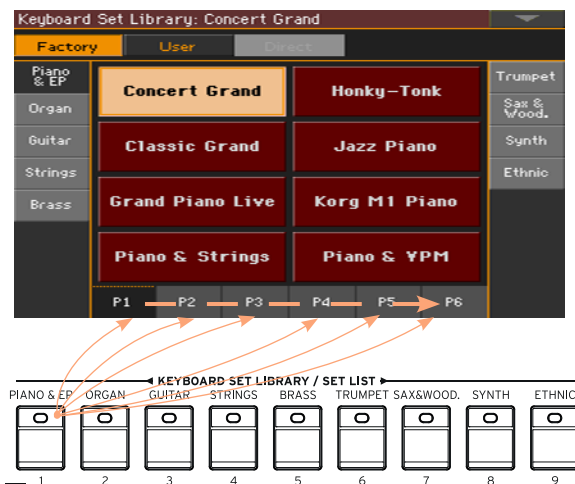 Keyboard Set Library: Concert Grand
Factory User Direct
Piano
& EP
Organ
Guitar
Strings
Brass
Concert Grand Honky-Tonk
Classic Grand Jazz Piano
Grand Piano Live Korg M1 Piano
Piano & Strings Piano & YPM
Trumpet
Sax &
Wood.
Synth
Ethnic
P1 P2 P3 P4 P5 P6
KEYBOARD SET LIBRARY / SET LIST
PIANO & EP ORGAN GUITAR STRINGS BRASS TRUMPET SAX&WOOD. SYNTH ETHNIC
1 2 3 4 5 6 7 8 9